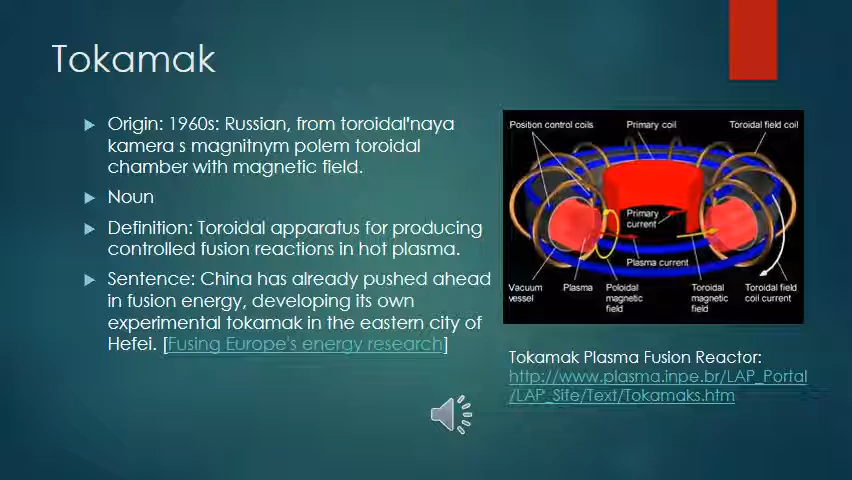 Tokamak
Origin: 1960s: Russian, from toroidal'naya
kamera s magnitnym polem toroidal
chamber with magnetic field.
Noun
Definition: Toroidal apparatus for producing
controlled fusion reactions in hot plasma.
Sentence: China has already pushed ahead
in fusion energy, developing its own
experimental tokamak in the eastern city of
Hefei. [Fusing Europe's energy research]
Position control coils
Primary coil
Toroidal field coil
Primary
current
Plasma current
Vacuum
vessel
Plasma
Poloidal
magnetic
field
Toroidal
magnetic
field
Toroidal field
coil current
Tokamak Plasma Fusion Reactor:
http://www.plasma.inpe.br/LAP_Portal
/LAP_Site/Text/Tokamaks.htm